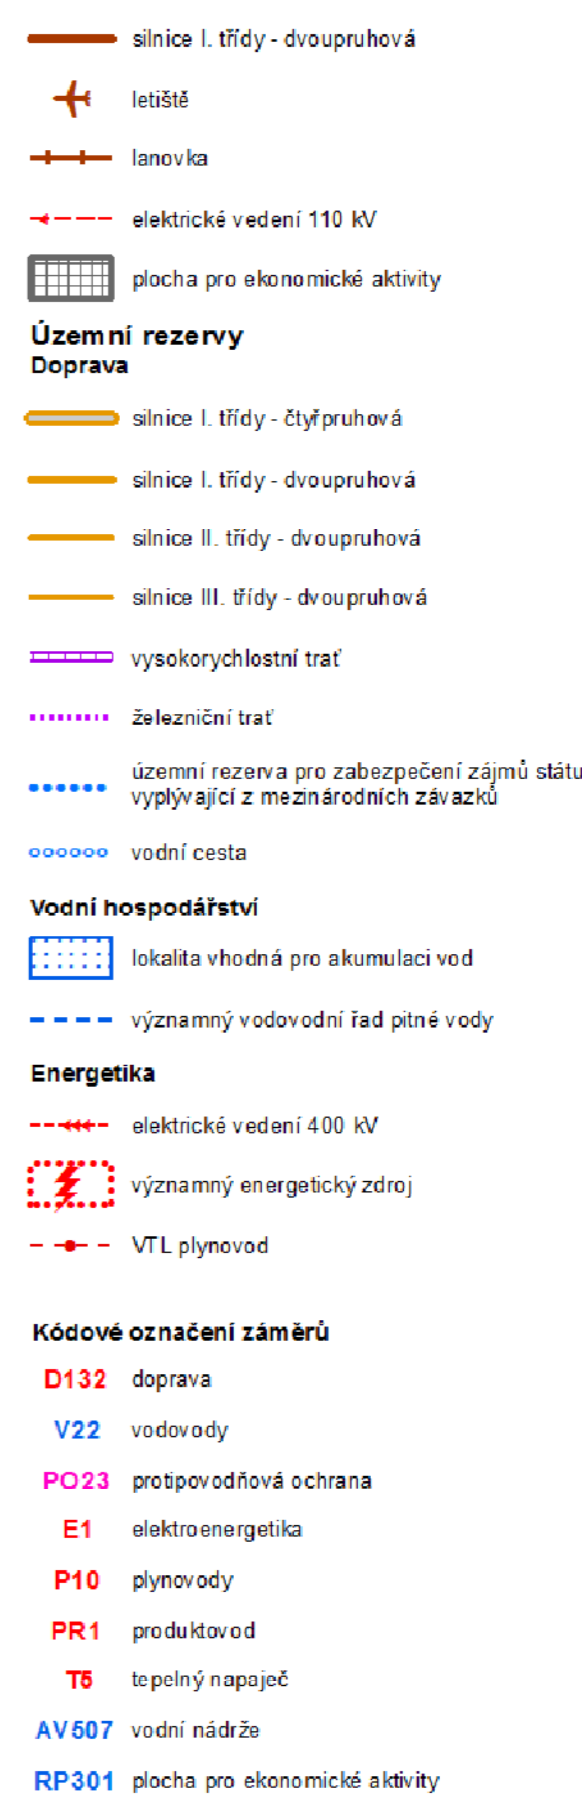 silnice I. třídy - dvoupruhová
letiště
lanovka
elektrické vedení 110 kV
plocha pro ekonomické aktivity
Územní rezervy
Doprava
silnice I. třídy - čtyřpruhová
silnice I. třídy - dvoupruhová
silnice II. třídy - dvoupruhová
silnice III. třídy - dvoupruhová
vysokorychlostní trať
železniční trať
územní rezerva pro zabezpečení zájmů státu
vyplývající z mezinárodních závazků
vodní cesta
Vodní hospodářství
lokalita vhodná pro akumulaci vod
významný vodovodní řad pitné vody
Energetika
elektrické vedení 400 kV
významný energetický zdroj
VTL plynovod
Kódové označení záměrů
D132 doprava
V22 vodovody
PO23 protipovodňová ochrana
E1 elektroenergetika
P10 plynovody
PR1 produktovod
T5 tepelný napaječ
AV507 vodní nádrže
RP301 plocha pro ekonomické aktivity